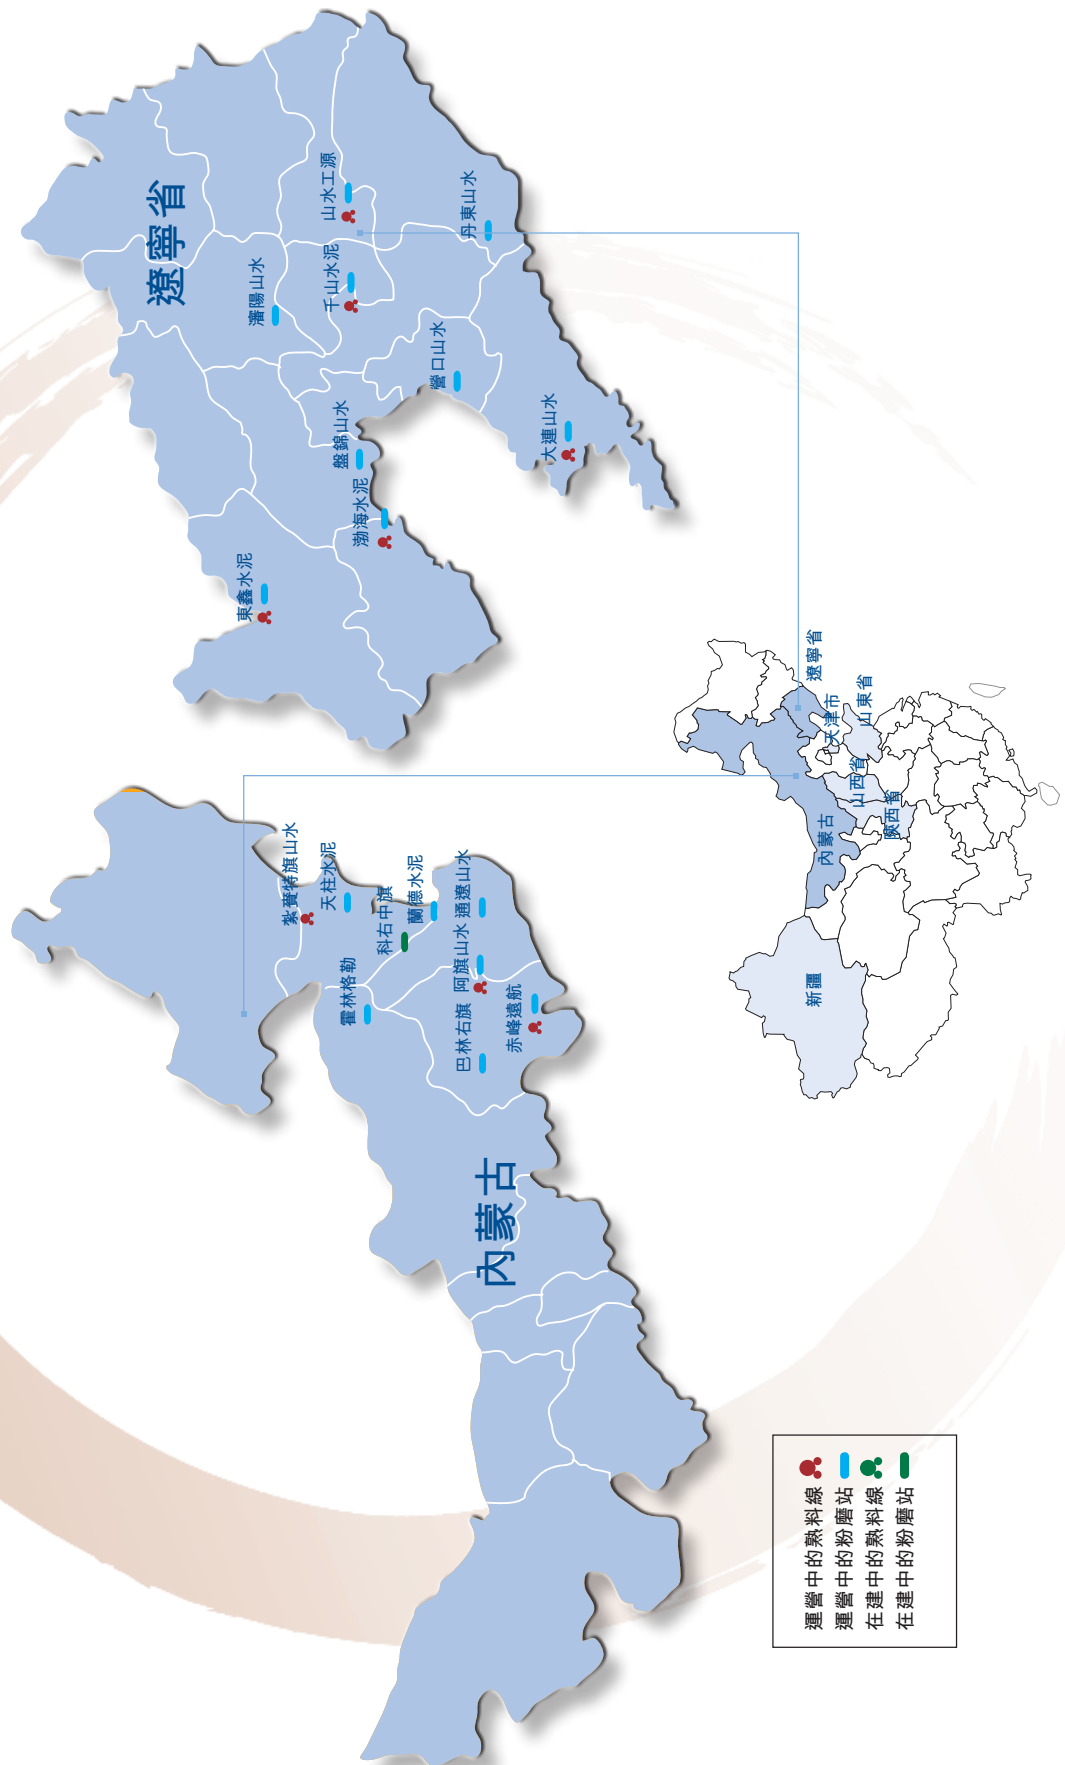 遼寧省
山水工源
丹東山水
瀋陽山水
千山水泥
營口山水
盤錦山水
大連山水
渤海水泥
東鑫水泥
內蒙古
紮賚特旗山水
天柱水泥
科右中旗
蘭德水泥
通遼山水
霍林格勒
阿旗山水
巴林右旗
赤峰遠航
遼寧省
天津市
山東省
山西省
陝西省
內蒙古
新疆
運營中的熟料線
運營中的粉磨站
在建中的熟料線
在建中的粉磨站